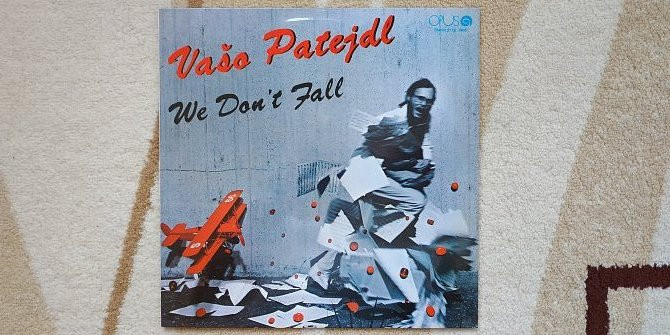 OPUS
Vašo Patejdl
We Don't Fall